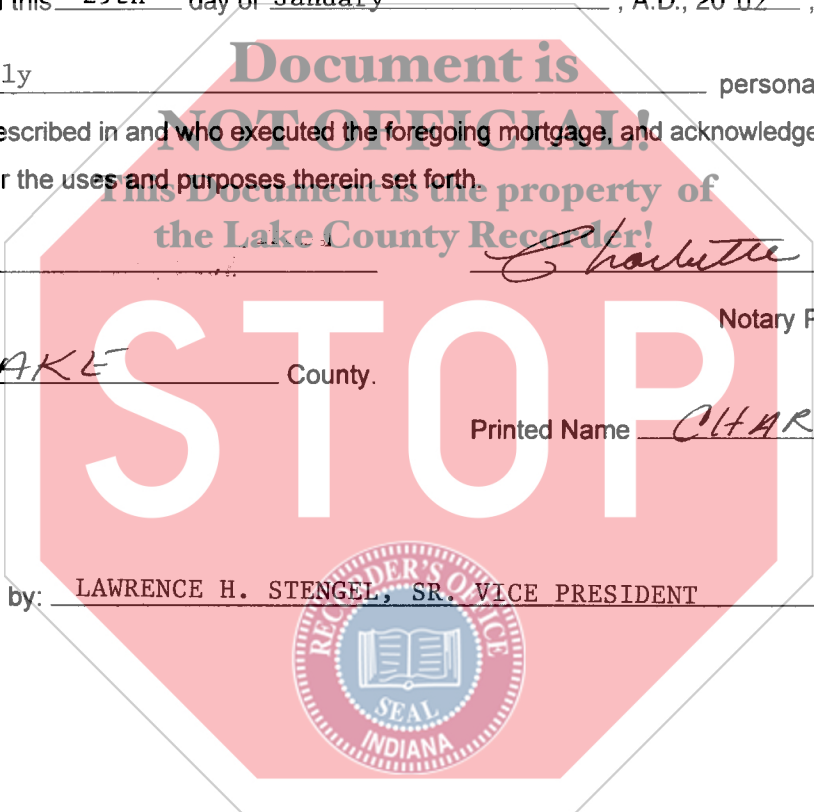 this 29th day of January , A.D., 20 02 ,
Document is
ly persona
NOT OFFICIAL!
escribed in and who executed the foregoing mortgage, and acknowledge
r the uses and purposes therein set forth.
This Document is the property of
the Lake County Recorder!
Charlotte
Notary P
STOP
AKE County.
Printed Name CHAR
by: LAWRENCE H. STENGEL, SR. VICE PRESIDENT
RECORDER'S OFFICE
SEAL
INDIANA